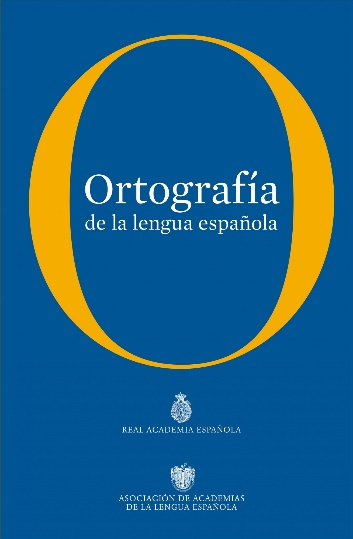 O
Ortografía
de la lengua española
REAL ACADEMIA ESPAÑOLA
ASOCIACIÓN DE ACADEMIAS
DE LA LENGUA ESPAÑOLA